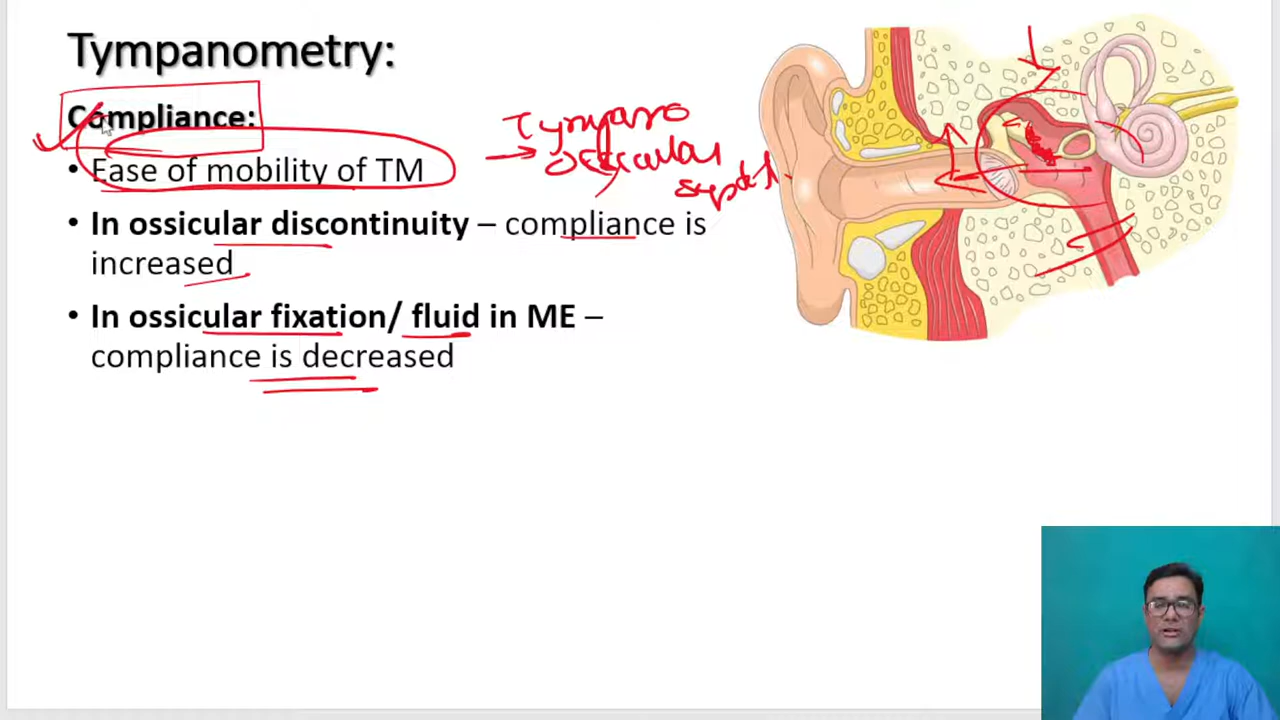 Tympanometry:
Compliance:
• Ease of mobility of TM
Tympano
ossicular
system
• In ossicular discontinuity – compliance is
increased
• In ossicular fixation/ fluid in ME –
compliance is decreased